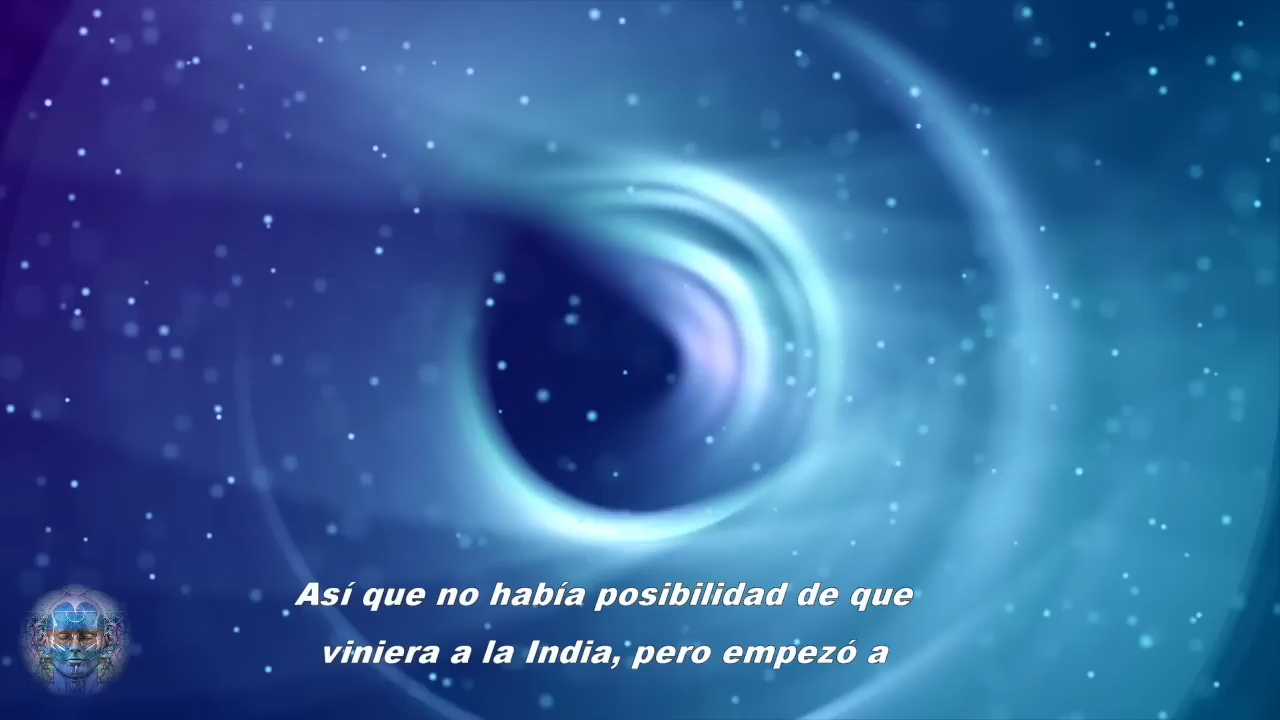 Así que no había posibilidad de que
viniera a la India, pero empezó a